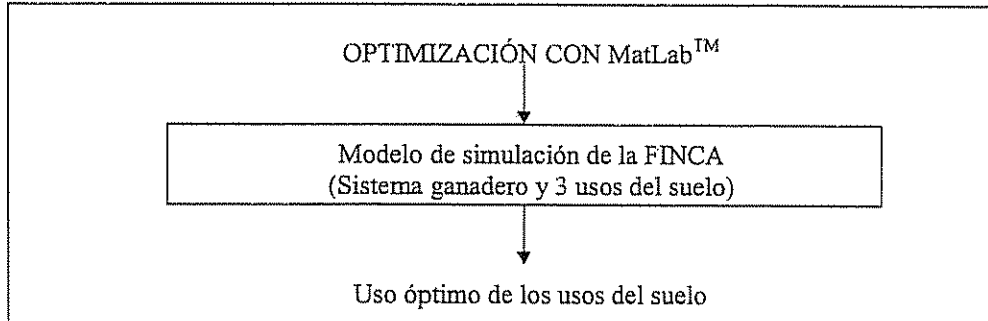 OPTIMIZACIÓN CON MatLab™
Modelo de simulación de la FINCA
(Sistema ganadero y 3 usos del suelo)
Uso óptimo de los usos del suelo